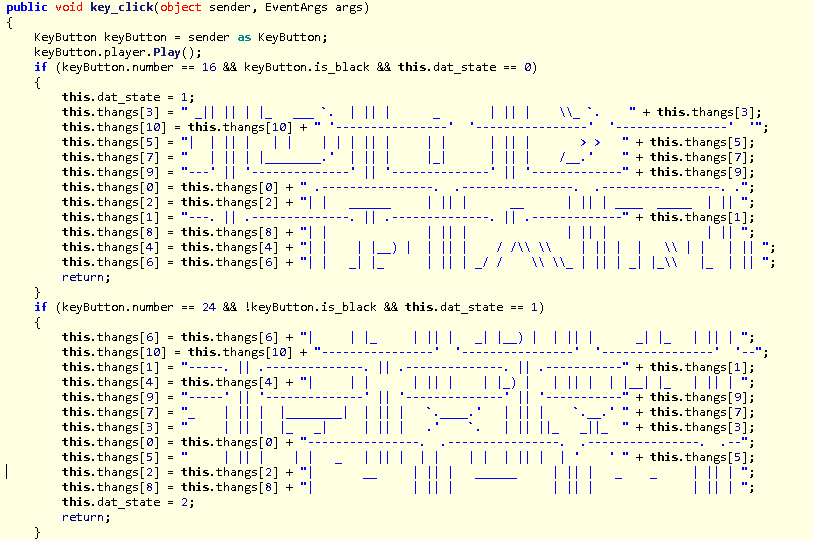 public void key_click(object sender, EventArgs args)
{
    KeyButton keyButton = sender as KeyButton;
    keyButton.player.Play();
    if (keyButton.number == 16 && keyButton.is_black && this.dat_state == 0)
    {
        this.dat_state = 1;
        this.thangs[3] = " _|| || | |_   ___ `.  | || |      _       | || |    \\_ `.    " + this.thangs[3];
        this.thangs[10] = this.thangs[10] + " '----------------'  '----------------'  '----------------'  '";
        this.thangs[5] = "|  | || |   | |    | | | || |     | |      | || |       > >   " + this.thangs[5];
        this.thangs[7] = "   | || | |________.'  | || |     |_|      | || |    /__.'    " + this.thangs[7];
        this.thangs[9] = "---' || '--------------' || '--------------' || '-------------" + this.thangs[9];
        this.thangs[0] = this.thangs[0] + " .----------------.  .----------------.  .-----------------. .";
        this.thangs[2] = this.thangs[2] + "| |   ______     | || |      __      | || | ____  _____  | || ";
        this.thangs[1] = "---. || .--------------. || .--------------. || .-------------" + this.thangs[1];
        this.thangs[8] = this.thangs[8] + "| |              | || |              | || |              | || ";
        this.thangs[4] = this.thangs[4] + "| |    | |__) |  | || |    / /\\ \\    | || |  |   \\ | |   | || ";
        this.thangs[6] = this.thangs[6] + "| |   _| |_      | || | _/ /    \\ \\_ | || | _| |_\\   |_  | || ";
        return;
    }
    if (keyButton.number == 24 && !keyButton.is_black && this.dat_state == 1)
    {
        this.thangs[6] = this.thangs[6] + "|     | |_     | || |   _| |__) |  | || |      _| |_   | || | ";
        this.thangs[10] = this.thangs[10] + "----------------'  '----------------'  '----------------'  '--";
        this.thangs[1] = "-----. || .--------------. || .--------------. || .-----------" + this.thangs[1];
        this.thangs[4] = this.thangs[4] + "|     | |      | || |     | |_) |   | || | | |__| |_   | || | ";
        this.thangs[9] = "-----' || '--------------' || '--------------' || '-----------" + this.thangs[9];
        this.thangs[7] = "_    | || |  |_______|  | || |   `.____.'   | || |    `.__.' " + this.thangs[7];
        this.thangs[3] = "     | || |  |_   _|     | || |   .'    `.   | || ||_   _||_  " + this.thangs[3];
        this.thangs[0] = this.thangs[0] + "----------------.  .----------------.  .----------------.  .--";
        this.thangs[5] = "     | || |    | |   _   | || |  | |    | |  | || | | '    ' " + this.thangs[5];
        this.thangs[2] = this.thangs[2] + "|       __     | || |   ______     | || |   _    _     | || | ";
        this.thangs[8] = this.thangs[8] + "|              | || |              | || |              | || | ";
        this.dat_state = 2;
        return;
    }